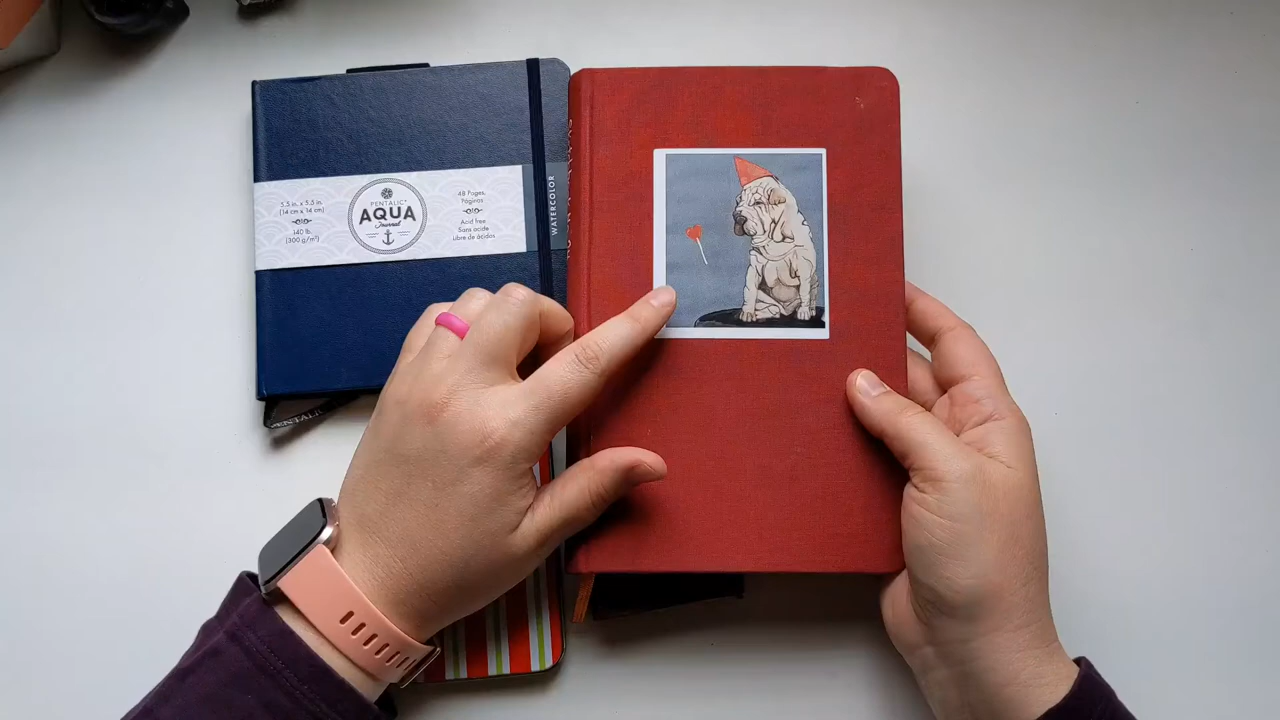 5.5 in. x 5.5 in.
(14 cm x 14 cm)
140 lb.
(300 g/m²)
PENTALIC®
AQUA
Journal
48 Pages.
Páginas
Acid free
Sans acide
Libre de ácidos
WATERCOLOR
PENTALIC